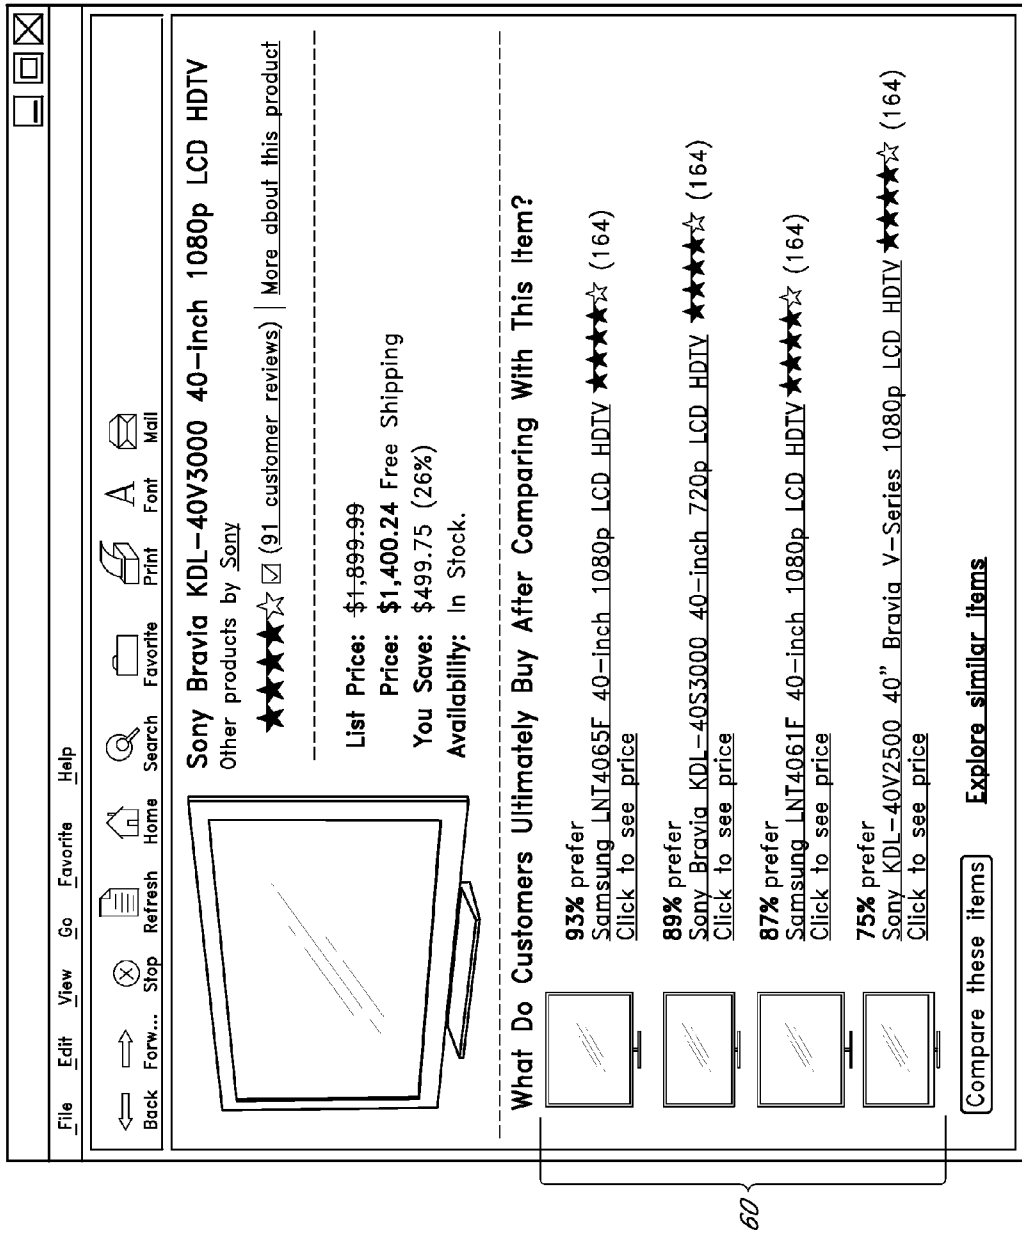 File Edit View Go Favorite Help
Back Forw... Stop Refresh Home Search Favorite Print Font Mail
Sony Bravia KDL-40V3000 40-inch 1080p LCD HDTV
Other products by Sony
★★★★☆ ☑ (91 customer reviews) | More about this product
List Price: $1,899.99
Price: $1,400.24 Free Shipping
You Save: $499.75 (26%)
Availability: In Stock.
What Do Customers Ultimately Buy After Comparing With This Item?
93% prefer
Samsung LNT4065F 40-inch 1080p LCD HDTV ★★★★☆ (164)
Click to see price
89% prefer
Sony Bravia KDL-40S3000 40-inch 720p LCD HDTV ★★★★☆ (164)
Click to see price
87% prefer
Samsung LNT4061F 40-inch 1080p LCD HDTV ★★★★☆ (164)
Click to see price
75% prefer
Sony KDL-40V2500 40" Bravia V-Series 1080p LCD HDTV ★★★★☆ (164)
Click to see price
Compare these items Explore similar items
60